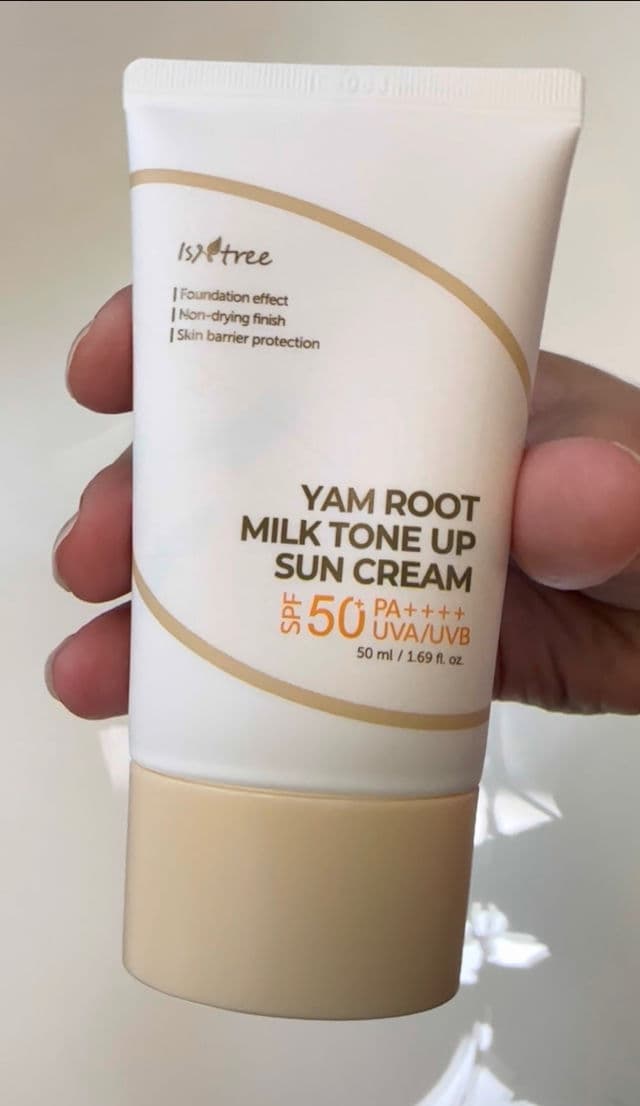 Isntree
Foundation effect
Non-drying finish
Skin barrier protection
YAM ROOT
MILK TONE UP
SUN CREAM
SPF 50+ PA++++
UVA/UVB
50 ml / 1.69 fl. oz.